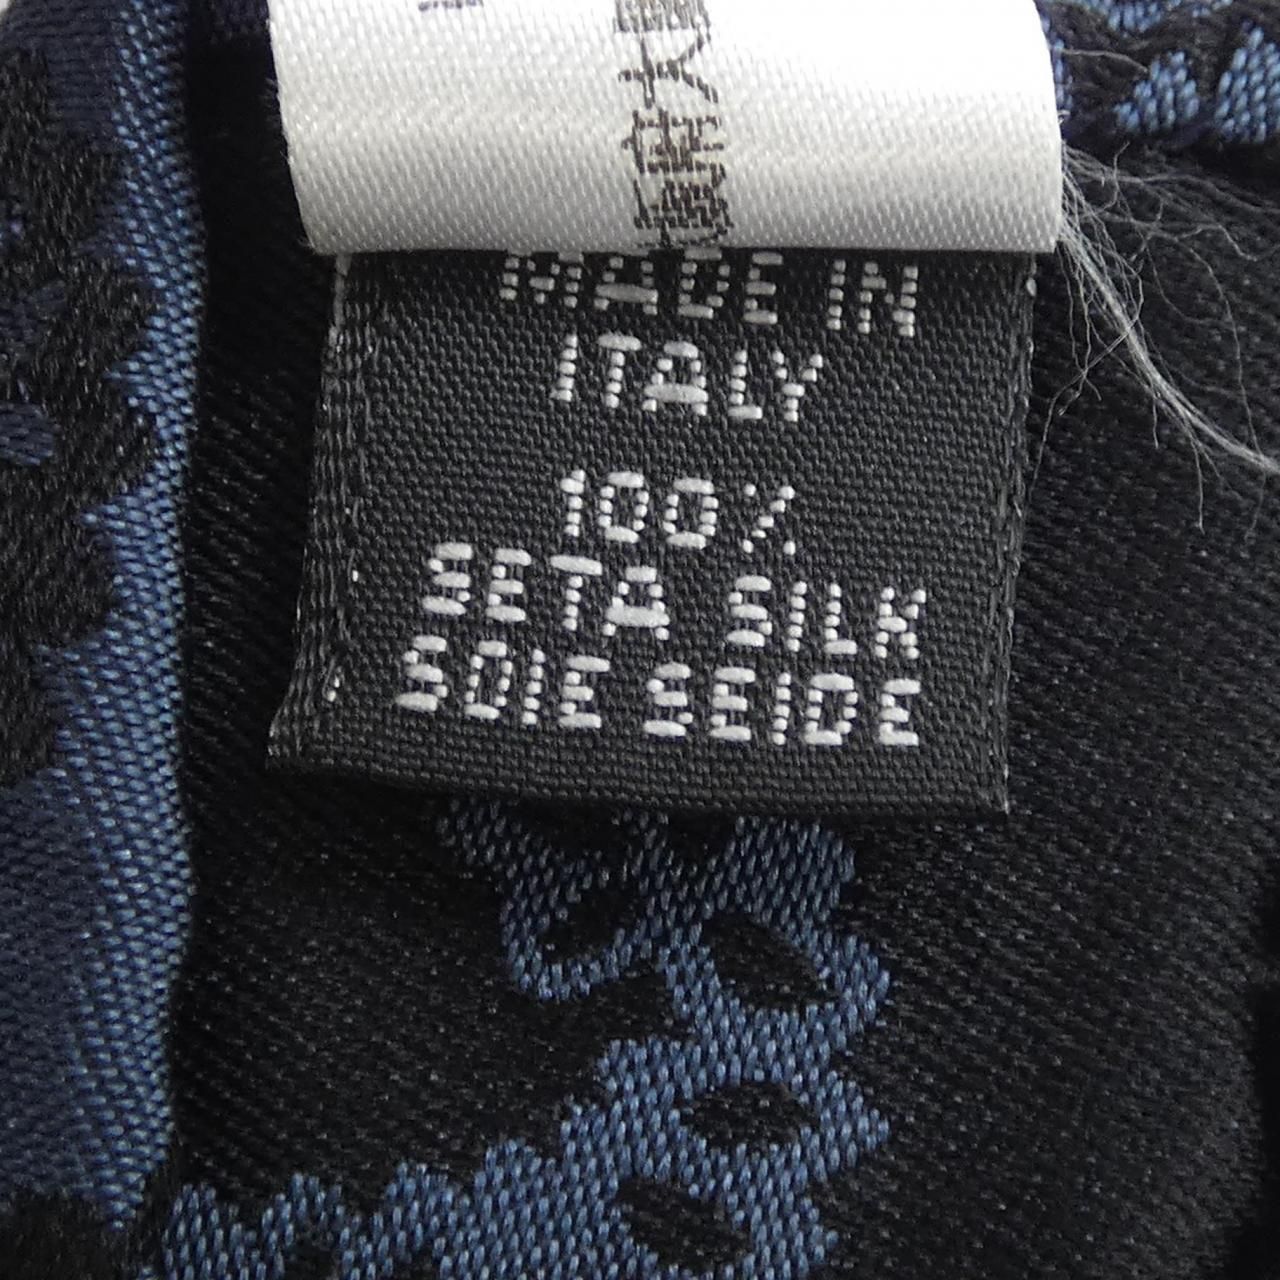 MADE IN
ITALY
100%
SETA SILK
SOIE SEIDE